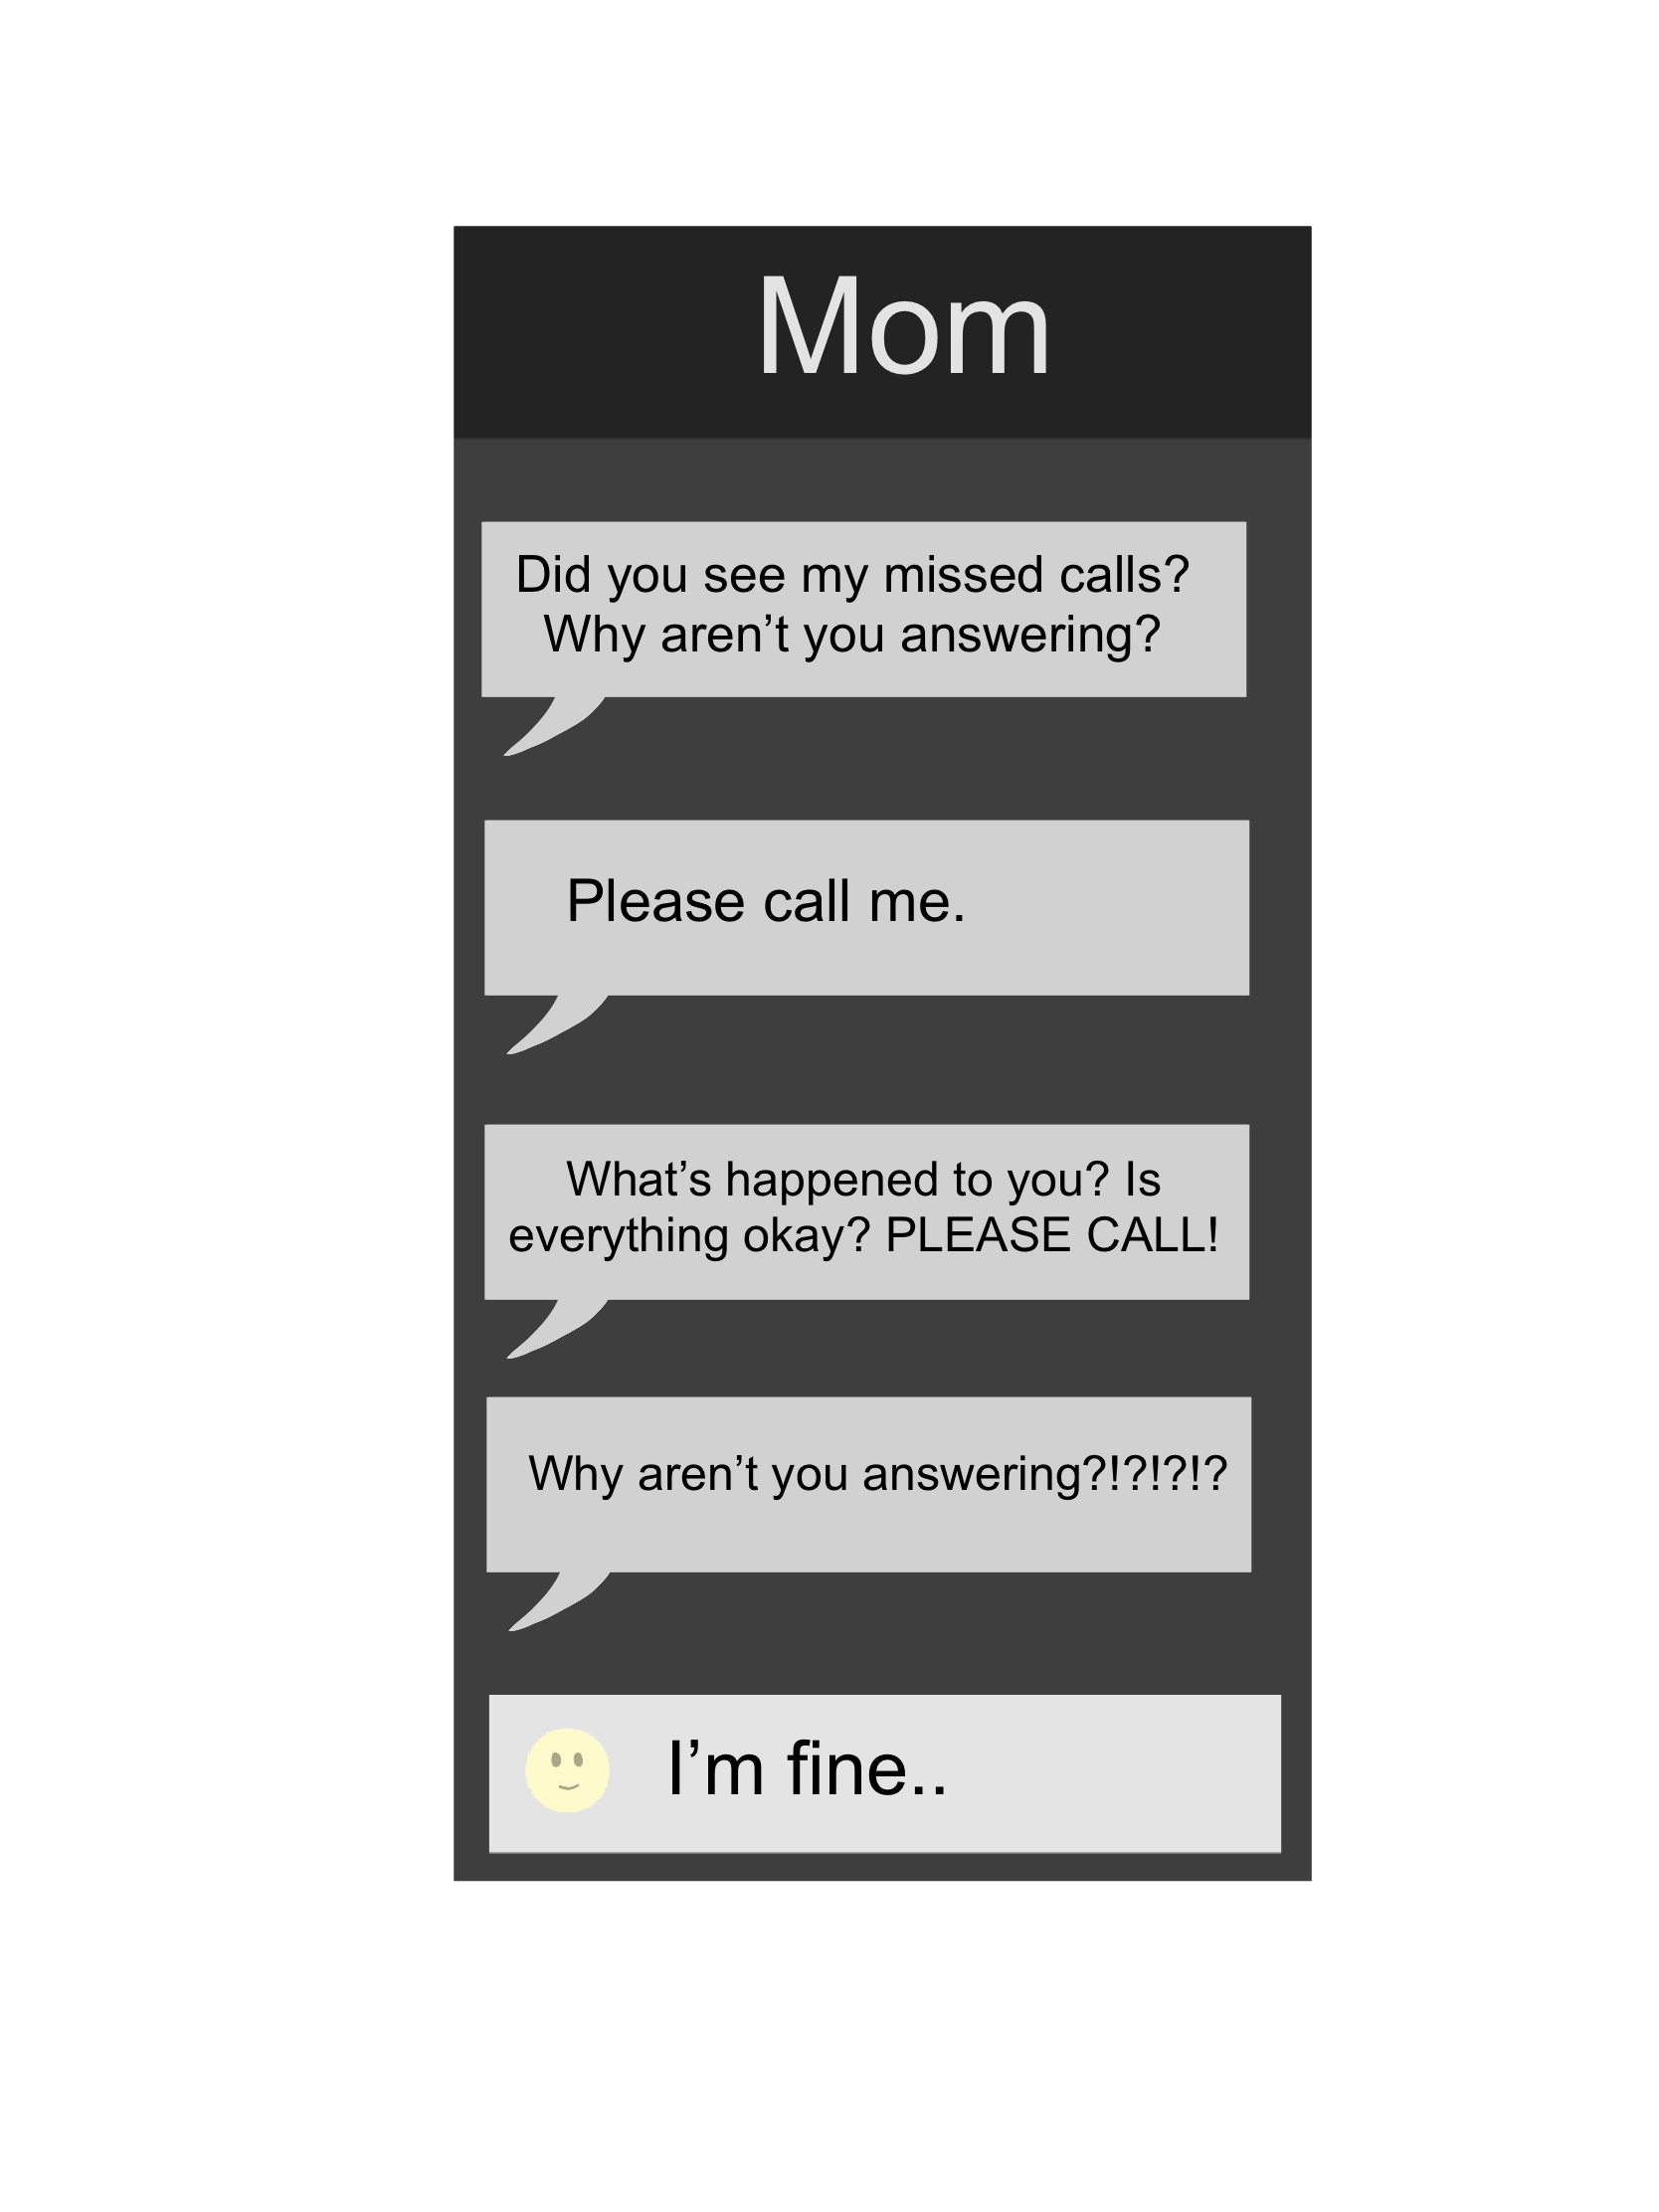 Mom
Did you see my missed calls?
Why aren’t you answering?
Please call me.
What’s happened to you? Is
everything okay? PLEASE CALL!
Why aren’t you answering?!?!?!?
I’m fine..